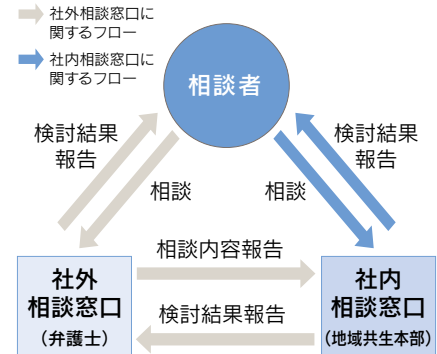 社外相談窓口に
関するフロー
社内相談窓口に
関するフロー
相談者
検討結果
報告
検討結果
報告
相談
相談
相談内容報告
社外
相談窓口
（弁護士）
社内
相談窓口
（地域共生本部）
検討結果報告